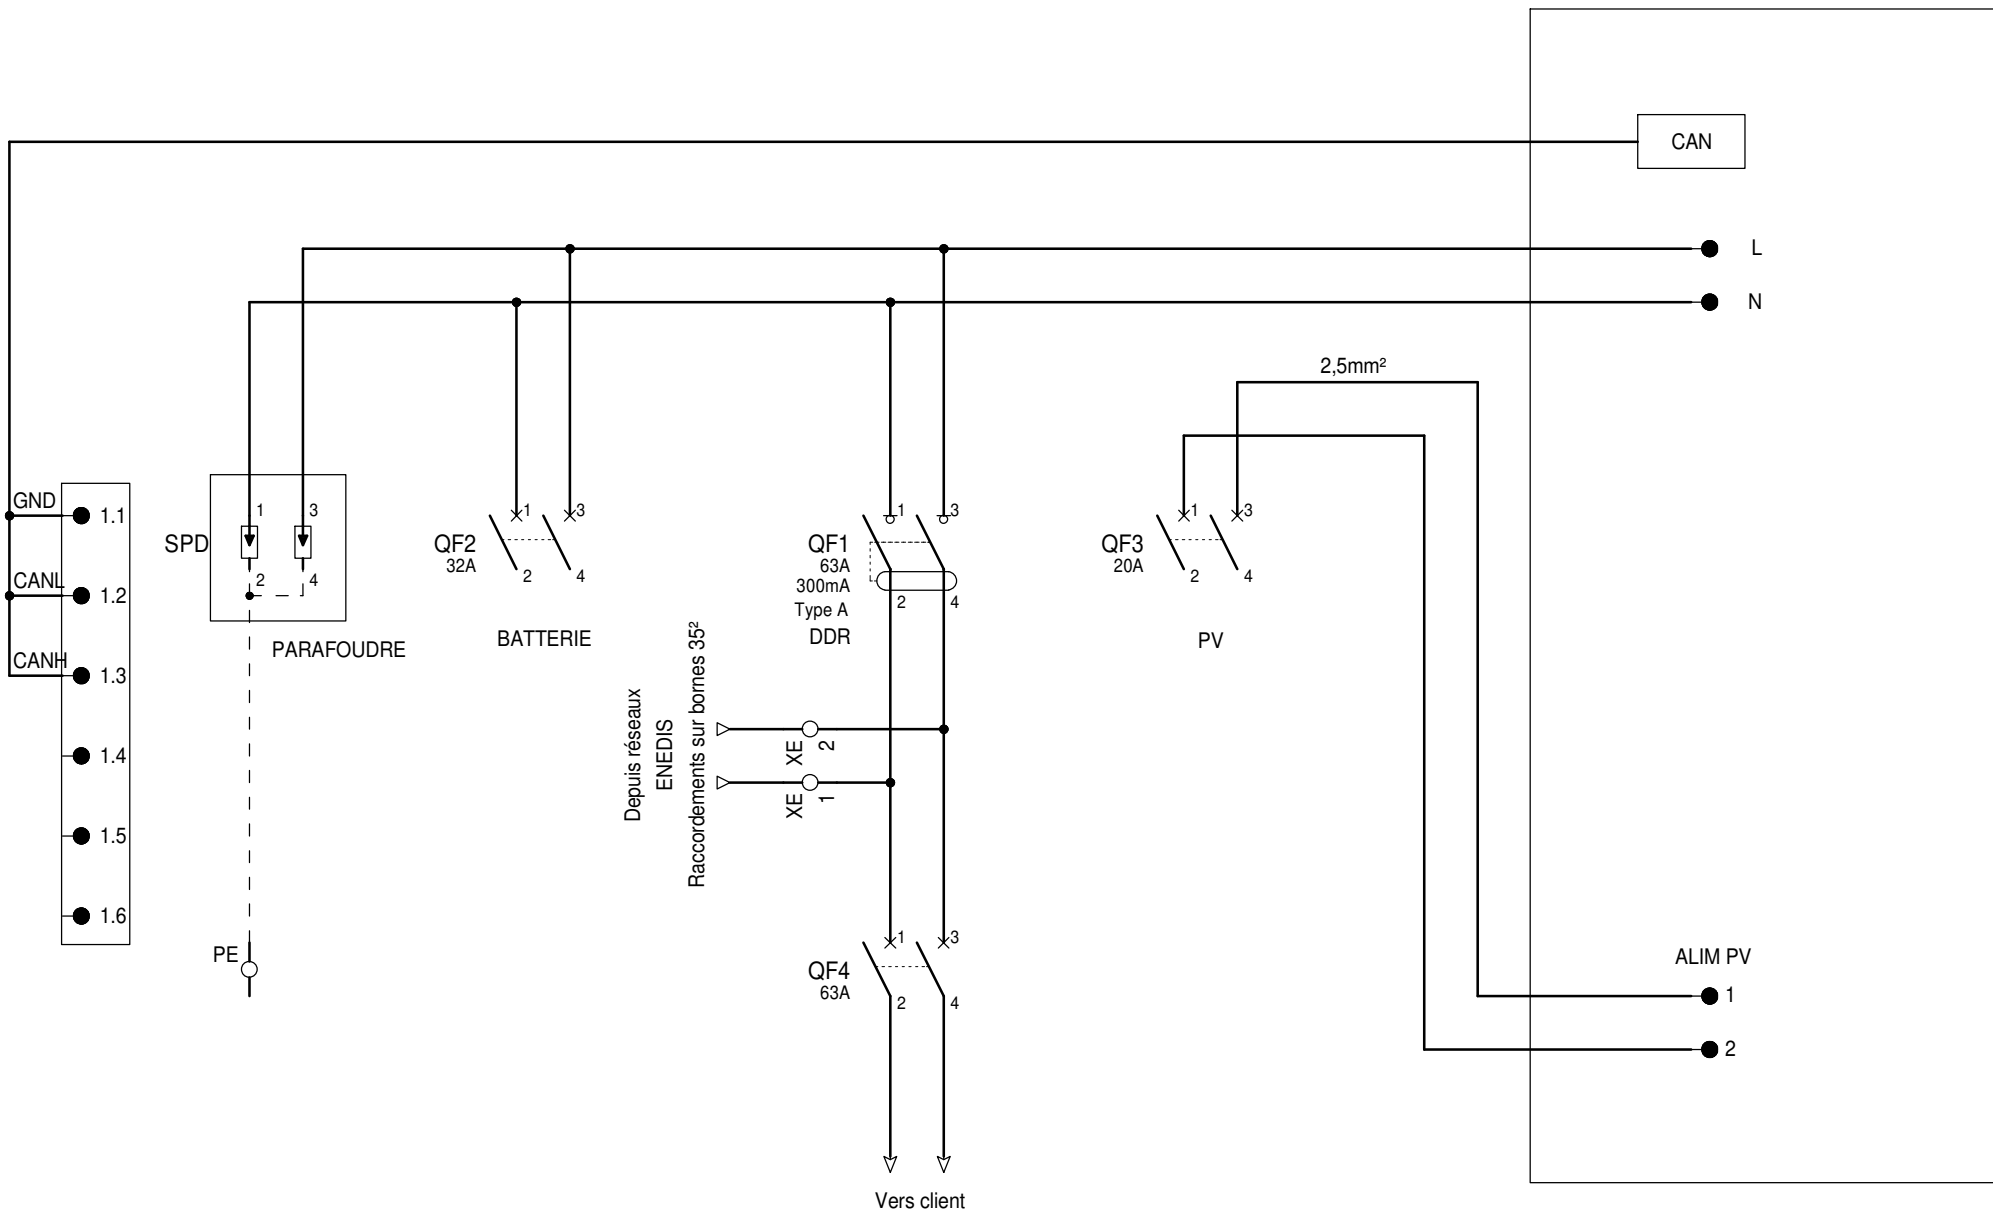 CAN
L
N
2,5mm²
GND
1.1
CANL
1.2
CANH
1.3
1.4
1.5
1.6
SPD
1
3
2
4
PARAFOUDRE
PE
QF2
32A
1
3
2
4
BATTERIE
QF1
63A
300mA
Type A
DDR
1
3
2
4
QF3
20A
1
3
2
4
PV
Depuis réseaux
ENEDIS
Raccordements sur bornes 35²
XE
2
XE
1
QF4
63A
1
3
2
4
Vers client
ALIM PV
1
2